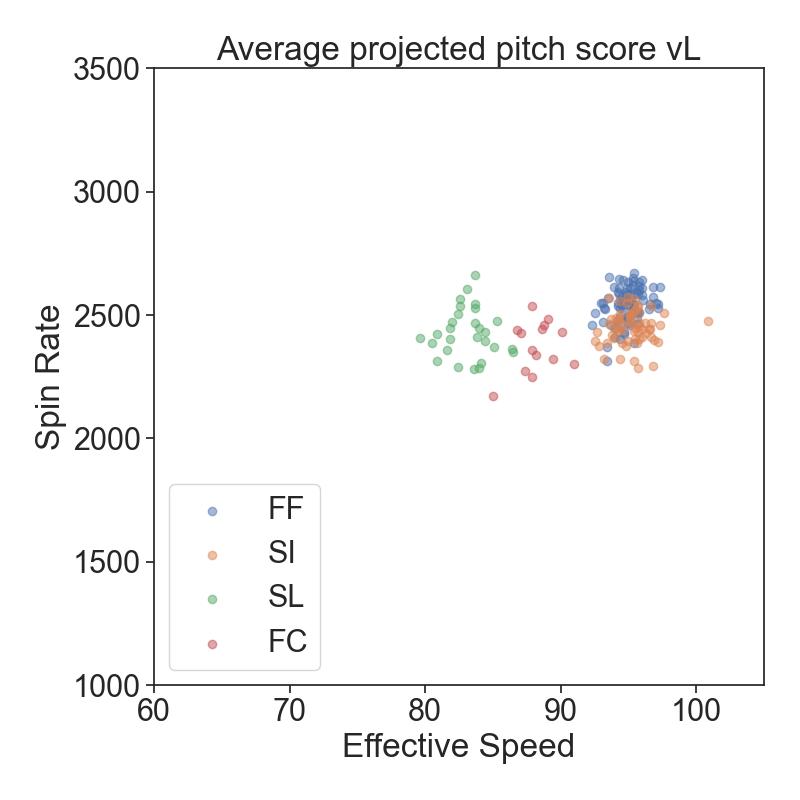 Average projected pitch score vL
3500
3000
2500
2000
1500
1000
Spin Rate
FF
SI
SL
FC
60 70 80 90 100
Effective Speed